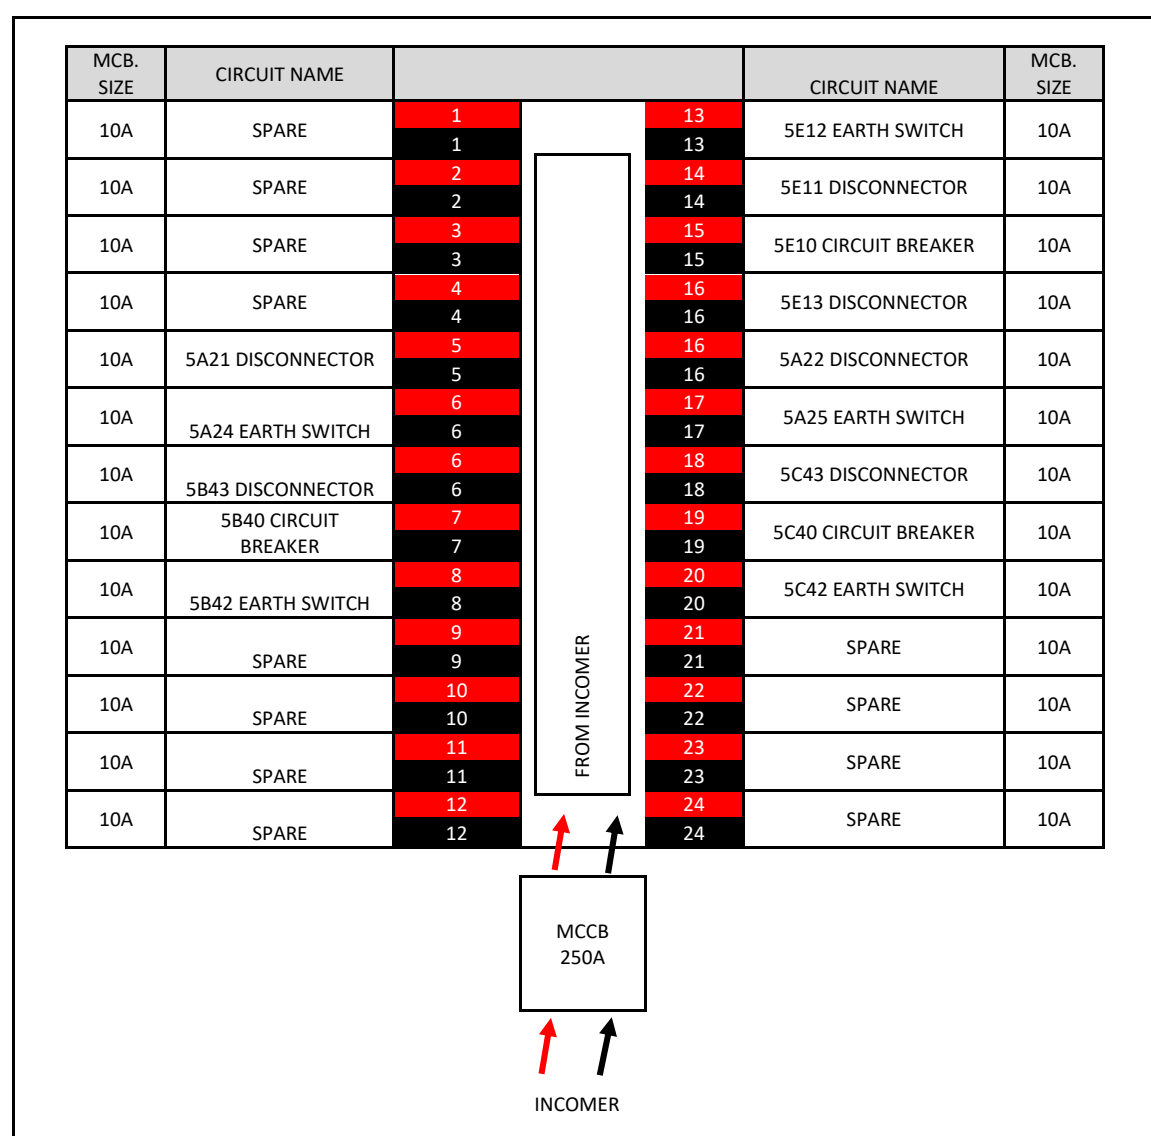 MCB. SIZE CIRCUIT NAME CIRCUIT NAME MCB. SIZE
10A SPARE 1 13 5E12 EARTH SWITCH 10A
1 13
10A SPARE 2 14 5E11 DISCONNECTOR 10A
2 14
10A SPARE 3 15 5E10 CIRCUIT BREAKER 10A
3 15
10A SPARE 4 16 5E13 DISCONNECTOR 10A
4 16
10A 5A21 DISCONNECTOR 5 16 5A22 DISCONNECTOR 10A
5 16
10A 5A24 EARTH SWITCH 6 17 5A25 EARTH SWITCH 10A
6 17
10A 5B43 DISCONNECTOR 6 18 5C43 DISCONNECTOR 10A
6 18
10A 5B40 CIRCUIT BREAKER 7 19 5C40 CIRCUIT BREAKER 10A
7 19
10A 5B42 EARTH SWITCH 8 20 5C42 EARTH SWITCH 10A
8 20
10A SPARE 9 21 SPARE 10A
9 21
10A SPARE 10 22 SPARE 10A
10 22
10A SPARE 11 23 SPARE 10A
11 23
10A SPARE 12 24 SPARE 10A
12 24
FROM INCOMER
MCCB
250A
INCOMER